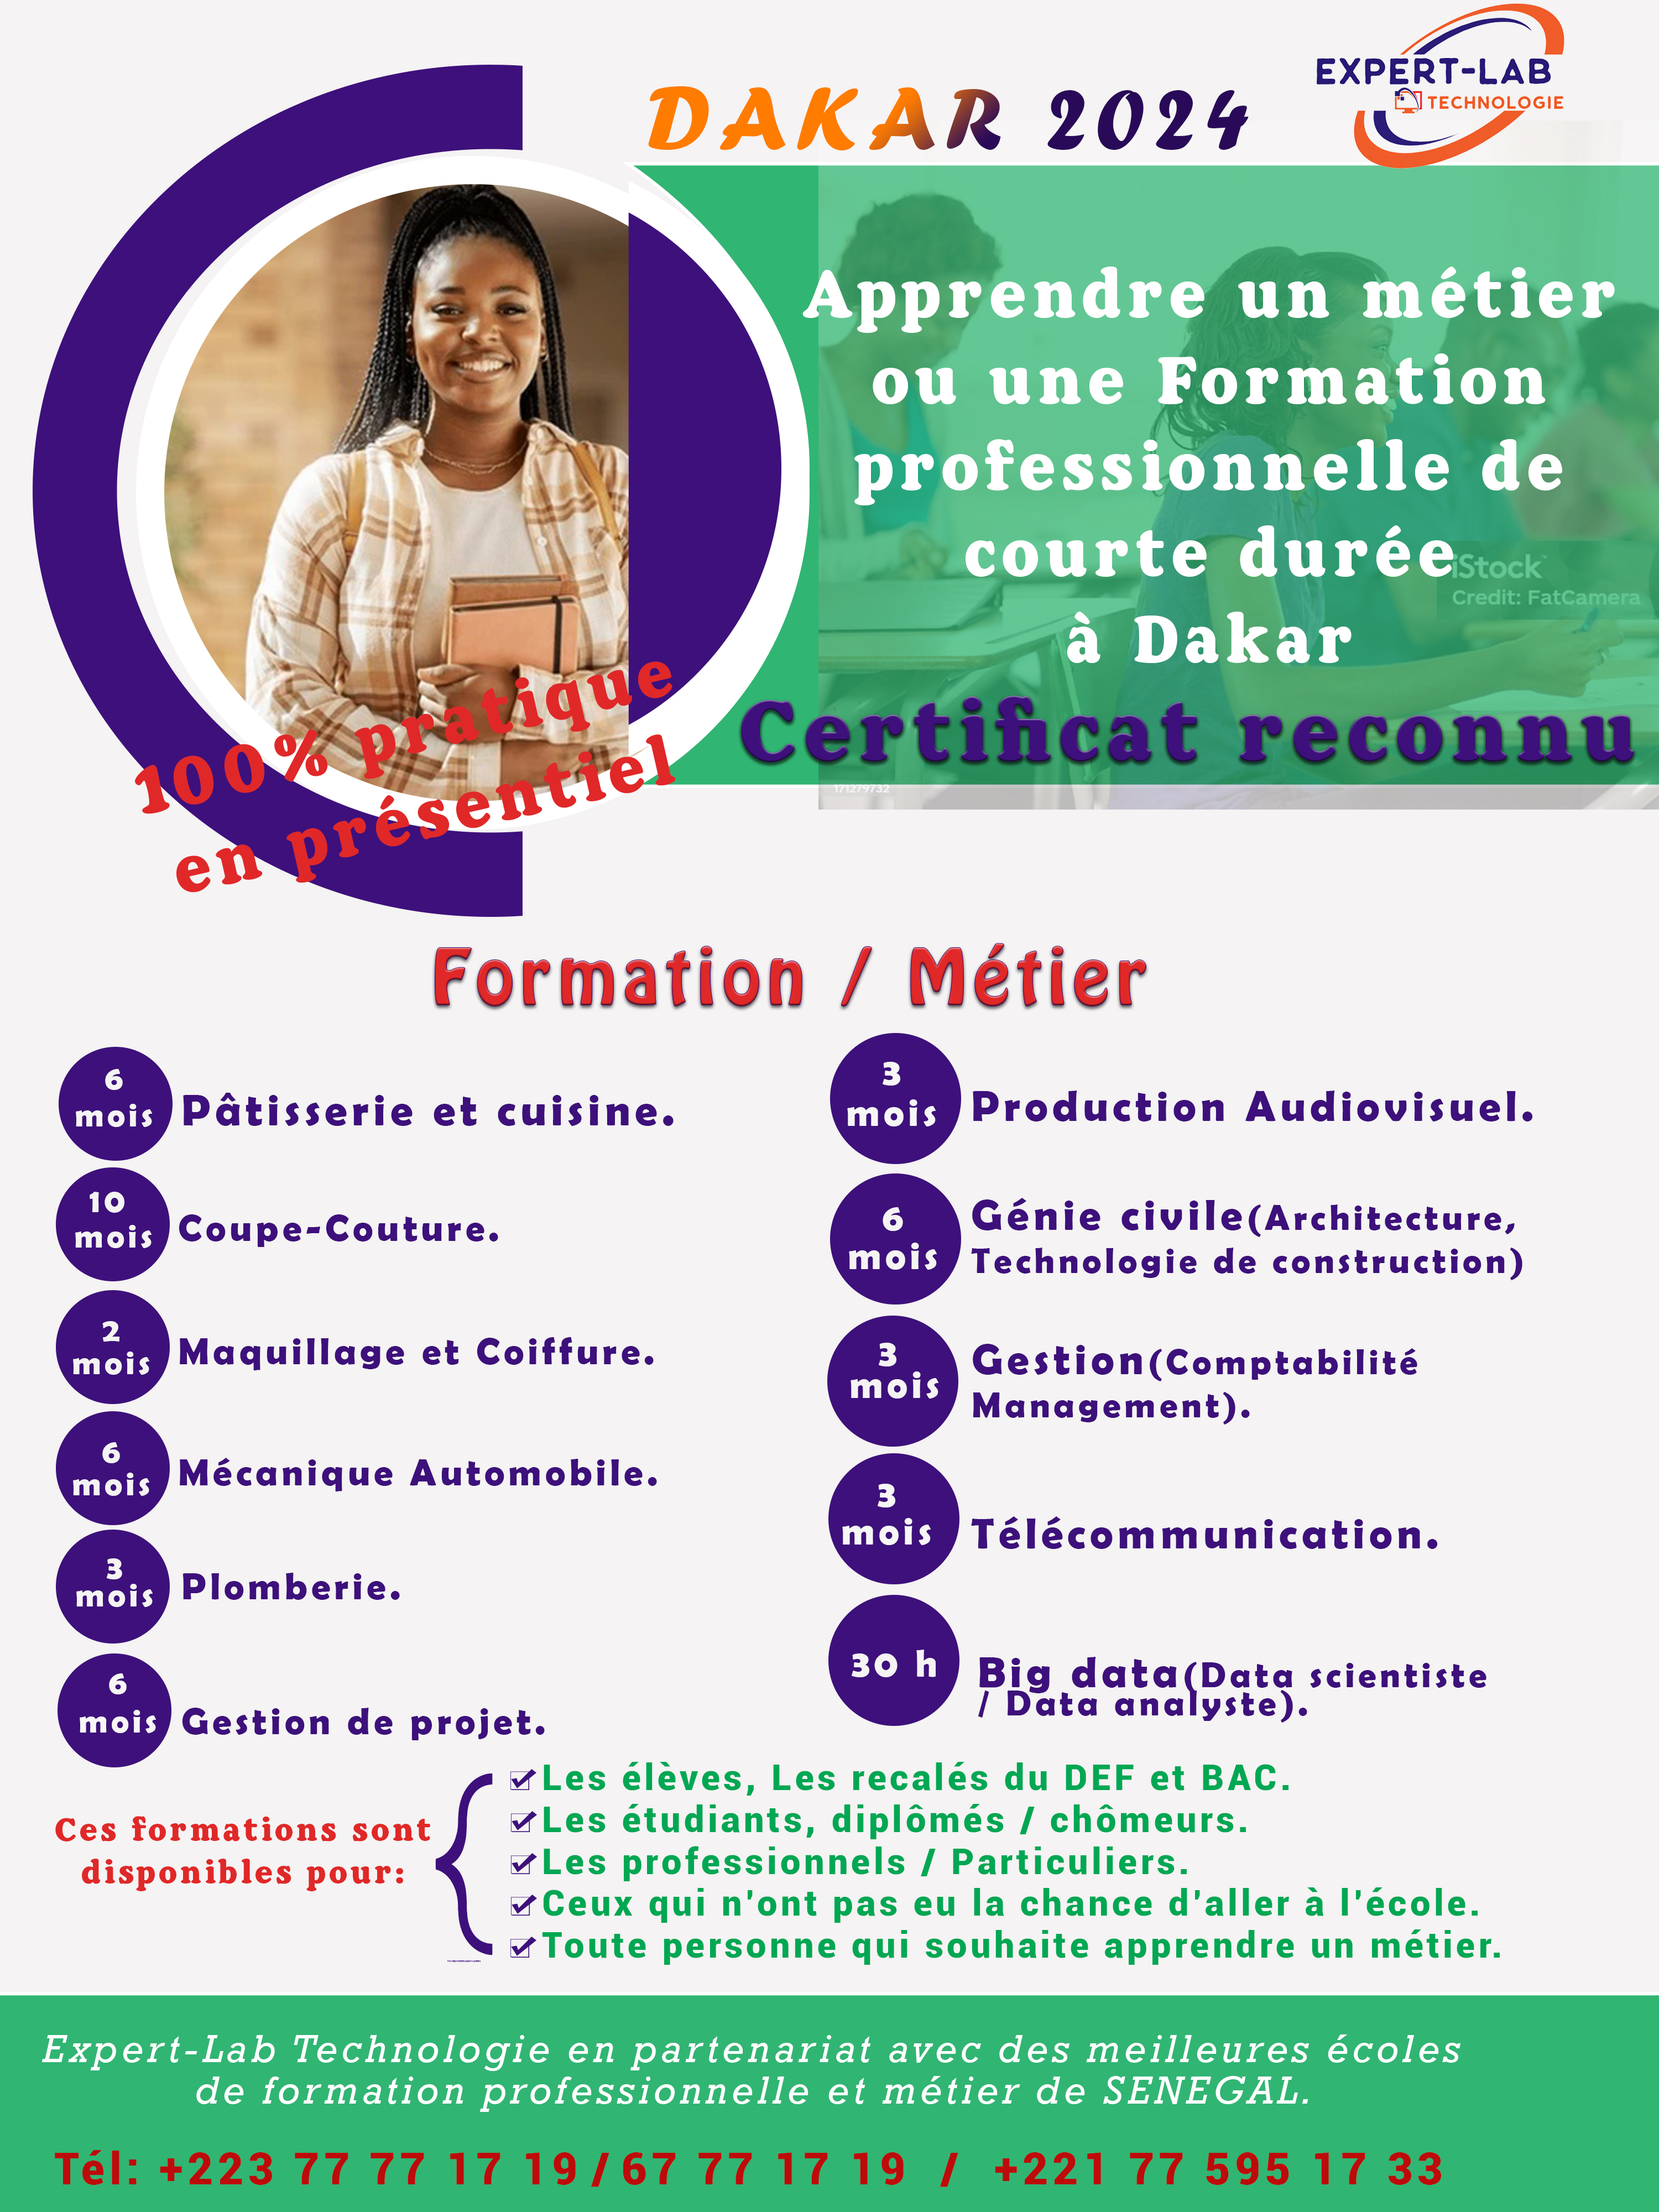 EXPERT-LAB
TECHNOLOGIE
DAKAR 2024
Apprendre un métier
ou une Formation
professionnelle de
courte durée
à Dakar
iStock™
Credit: FatCamera
Certificat reconnu
171279732
100% pratique
en présentiel
Formation / Métier
6 mois
Pâtisserie et cuisine.
10 mois
Coupe-Couture.
2 mois
Maquillage et Coiffure.
6 mois
Mécanique Automobile.
3 mois
Plomberie.
6 mois
Gestion de projet.
3 mois
Production Audiovisuel.
6 mois
Génie civile(Architecture,
Technologie de construction)
3 mois
Gestion(Comptabilité
Management).
3 mois
Télécommunication.
30 h
Big data(Data scientiste
/ Data analyste).
Ces formations sont
disponibles pour:
Les élèves, Les recalés du DEF et BAC.
Les étudiants, diplômés / chômeurs.
Les professionnels / Particuliers.
Ceux qui n'ont pas eu la chance d'aller à l'école.
Toute personne qui souhaite apprendre un métier.
Expert-Lab Technologie en partenariat avec des meilleures écoles
de formation professionnelle et métier de SENEGAL.
Tél: +223 77 77 17 19 / 67 77 17 19 / +221 77 595 17 33